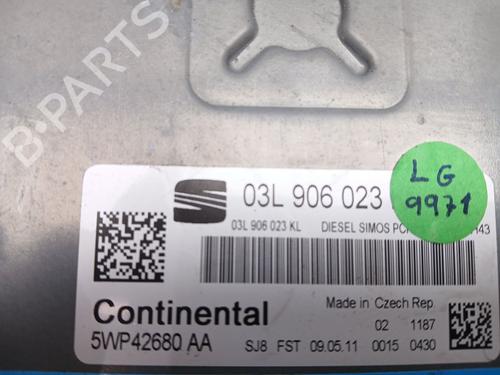 B-PARTS
03L 906 023
LG
9971
03L 906 023 KL DIESEL SIMOS
Continental
5WP42680 AA
Made in Czech Rep.
02 1187
SJ8 FST 09.05.11 0015 0430